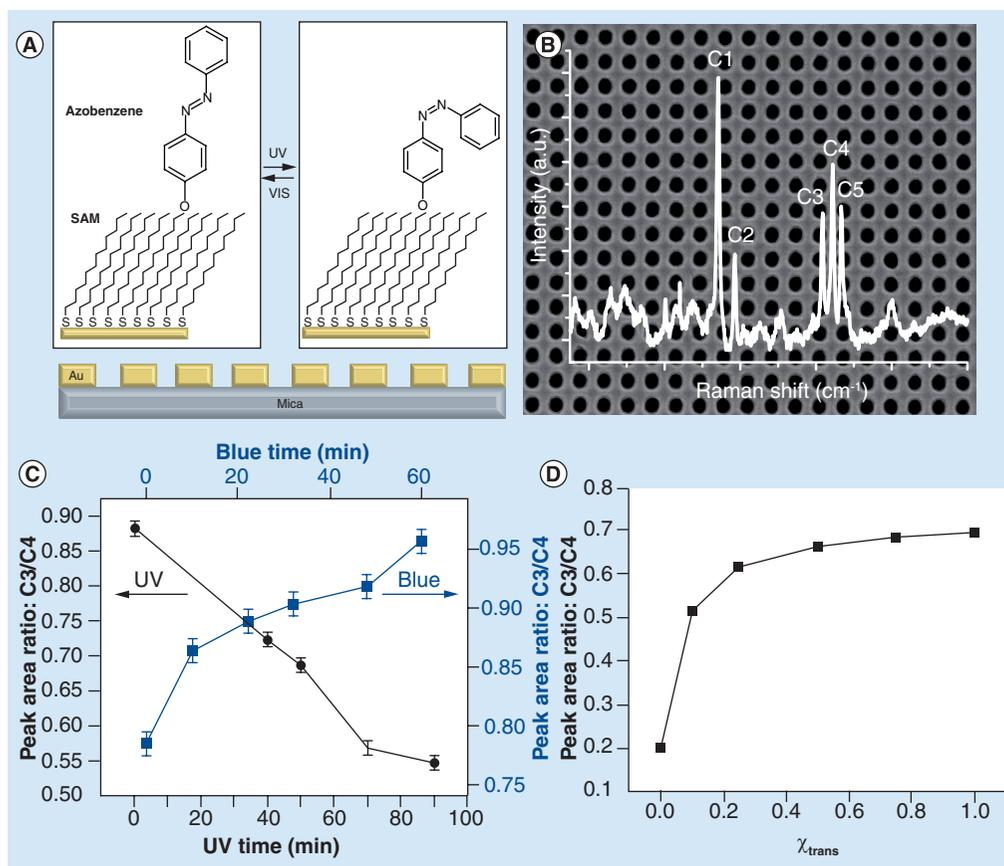 A
Azobenzene
N
N
O
SAM
S S S S S S S S S
UV
VIS
N
N
O
S S S S S S S S S
Au
Mica
B
C1
C2
C3
C4
C5
Intensity (a.u.)
Raman shift (cm-1)
C
Blue time (min)
0 20 40 60
0.90
0.85
0.80
0.75
0.70
0.65
0.60
0.55
0.50
Peak area ratio: C3/C4
UV
Blue
0.95
0.90
0.85
0.80
0.75
Peak area ratio: C3/C4
0 20 40 60 80 100
UV time (min)
D
0.8
0.7
0.6
0.5
0.4
0.3
0.2
0.1
Peak area ratio: C3/C4
0.0 0.2 0.4 0.6 0.8 1.0
χtrans